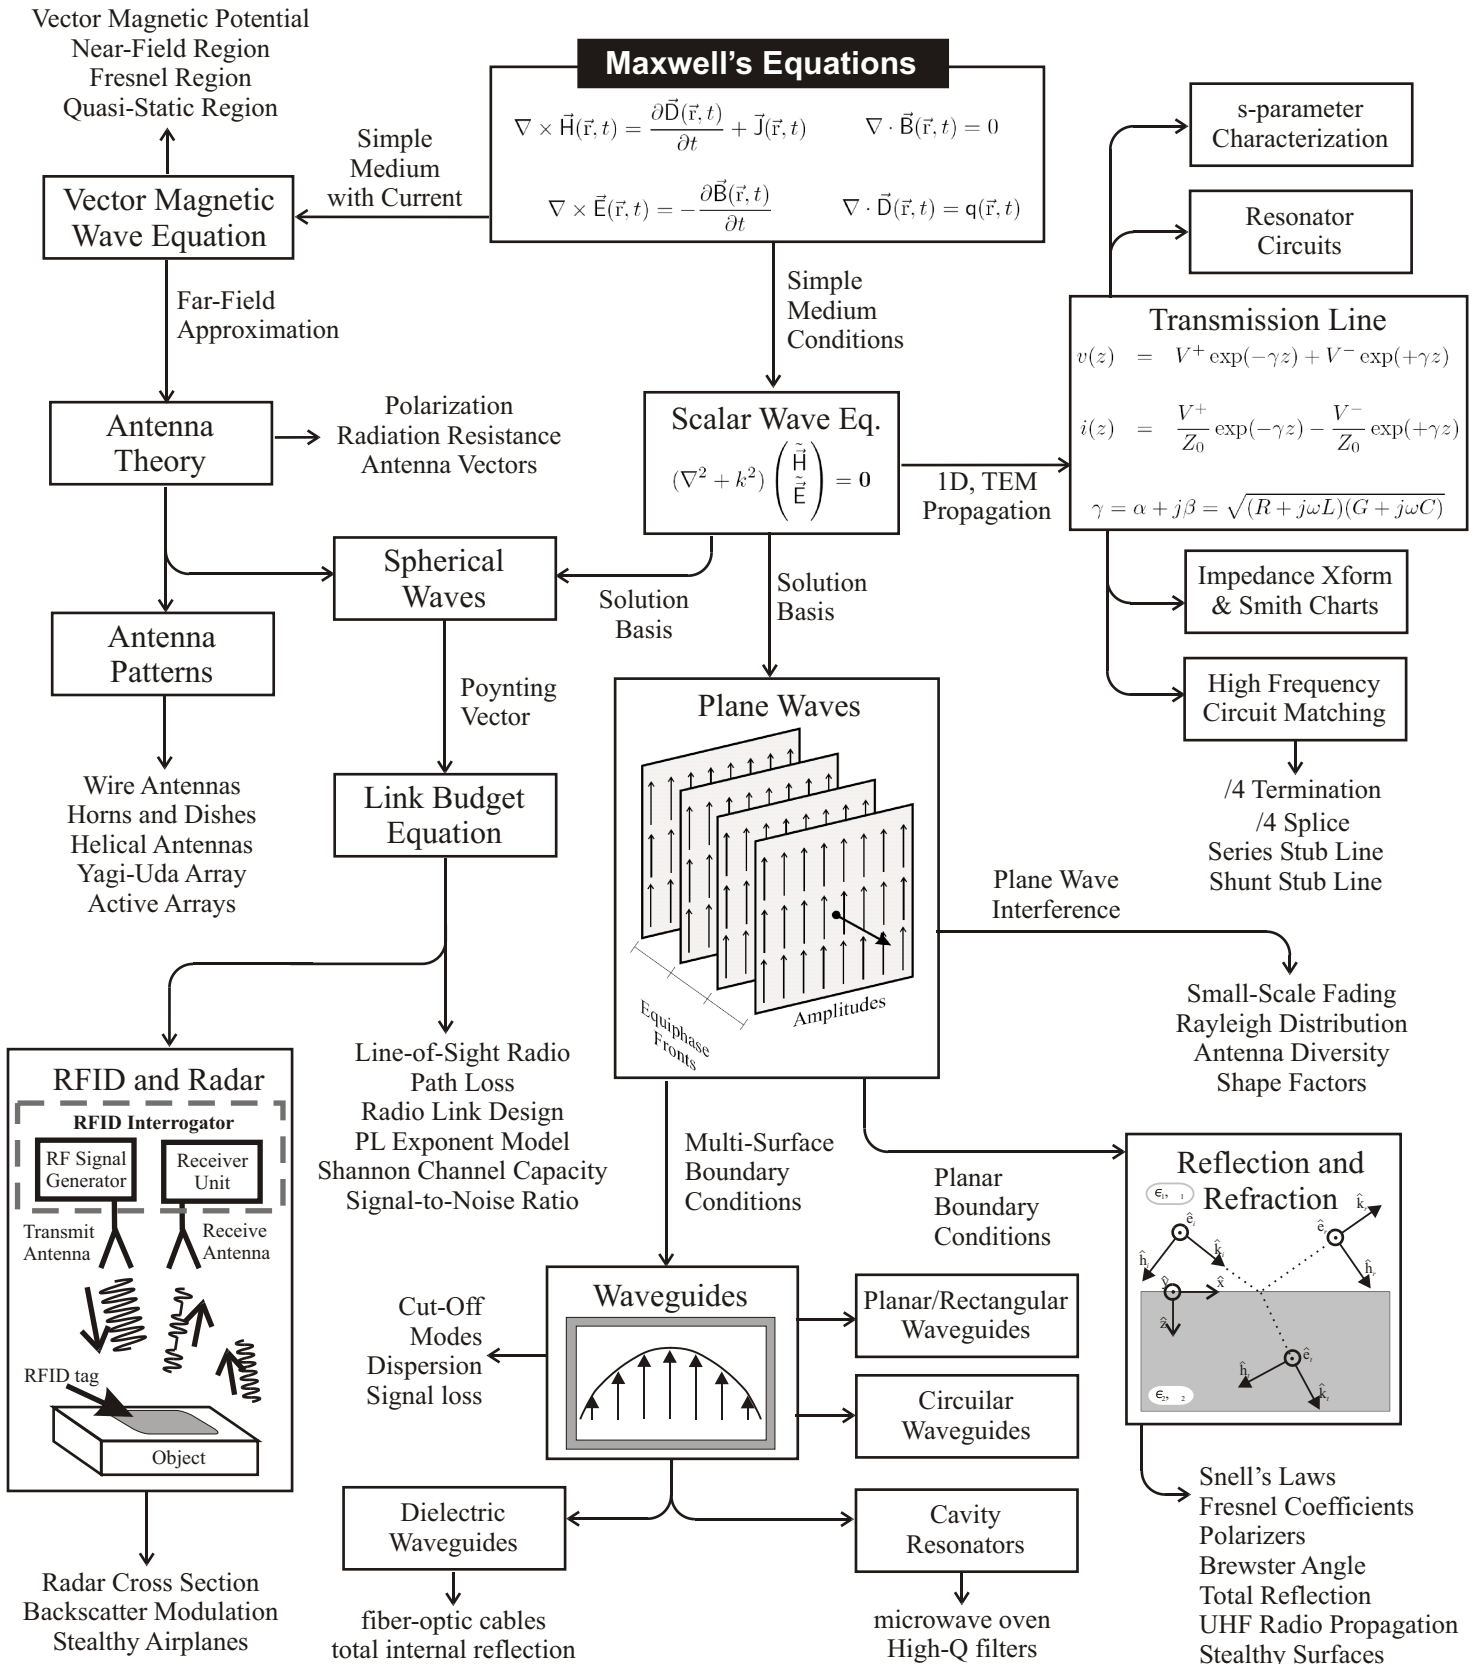 Vector Magnetic Potential
Near-Field Region
Fresnel Region
Quasi-Static Region
Maxwell's Equations
∇ × H⃗(r⃗, t) = ∂D⃗(r⃗, t)/∂t + J⃗(r⃗, t)
∇ · B⃗(r⃗, t) = 0
∇ × E⃗(r⃗, t) = −∂B⃗(r⃗, t)/∂t
∇ · D⃗(r⃗, t) = q(r⃗, t)
Simple
Medium
with Current
Vector Magnetic
Wave Equation
Far-Field
Approximation
Simple
Medium
Conditions
s-parameter
Characterization
Resonator
Circuits
Transmission Line
v(z) = V⁺ exp(−γz) + V⁻ exp(+γz)
i(z) = V⁺/Z₀ exp(−γz) − V⁻/Z₀ exp(+γz)
γ = α + jβ = √((R + jωL)(G + jωC))
Antenna
Theory
Polarization
Radiation Resistance
Antenna Vectors
Scalar Wave Eq.
(∇² + k²) (H̃⃗ Ẽ⃗) = 0
1D, TEM
Propagation
Spherical
Waves
Solution
Basis
Solution
Basis
Impedance Xform
& Smith Charts
High Frequency
Circuit Matching
/4 Termination
/4 Splice
Series Stub Line
Shunt Stub Line
Antenna
Patterns
Wire Antennas
Horns and Dishes
Helical Antennas
Yagi-Uda Array
Active Arrays
Poynting
Vector
Link Budget
Equation
Plane Waves
Equiphase
Fronts
Amplitudes
Plane Wave
Interference
Small-Scale Fading
Rayleigh Distribution
Antenna Diversity
Shape Factors
Line-of-Sight Radio
Path Loss
Radio Link Design
PL Exponent Model
Shannon Channel Capacity
Signal-to-Noise Ratio
RFID and Radar
RFID Interrogator
RF Signal
Generator
Receiver
Unit
Transmit
Antenna
Receive
Antenna
RFID tag
Object
Radar Cross Section
Backscatter Modulation
Stealthy Airplanes
Multi-Surface
Boundary
Conditions
Planar
Boundary
Conditions
Reflection and
Refraction
ϵ₁, ₁
êᵢ
k̂ᵢ
ĥᵢ
êᵣ
k̂ᵣ
ĥᵣ
ŷ
x̂
ẑ
êₜ
ĥₜ
k̂ₜ
ϵ₂, ₂
Waveguides
Cut-Off
Modes
Dispersion
Signal loss
Planar/Rectangular
Waveguides
Circuilar
Waveguides
Dielectric
Waveguides
fiber-optic cables
total internal reflection
Cavity
Resonators
microwave oven
High-Q filters
Snell's Laws
Fresnel Coefficients
Polarizers
Brewster Angle
Total Reflection
UHF Radio Propagation
Stealthy Surfaces